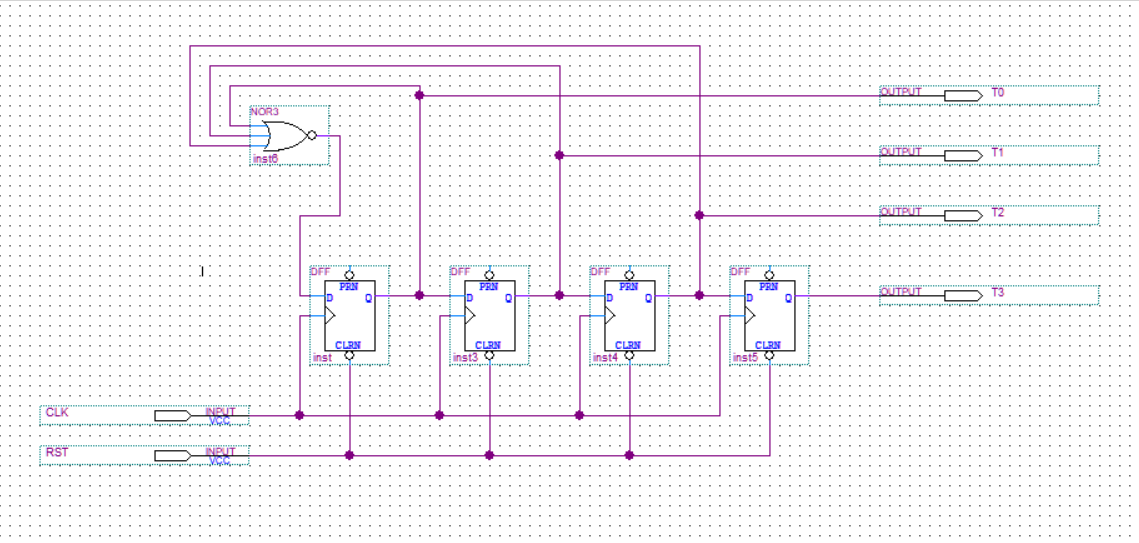 NOR3
inst6
OUTPUT T0
OUTPUT T1
OUTPUT T2
OUTPUT T3
DFF DFF DFF DFF
PRN PRN PRN PRN
D Q D Q D Q D Q
CLRN CLRN CLRN CLRN
inst inst3 inst4 inst5
CLK INPUT
VCC
RST INPUT
VCC